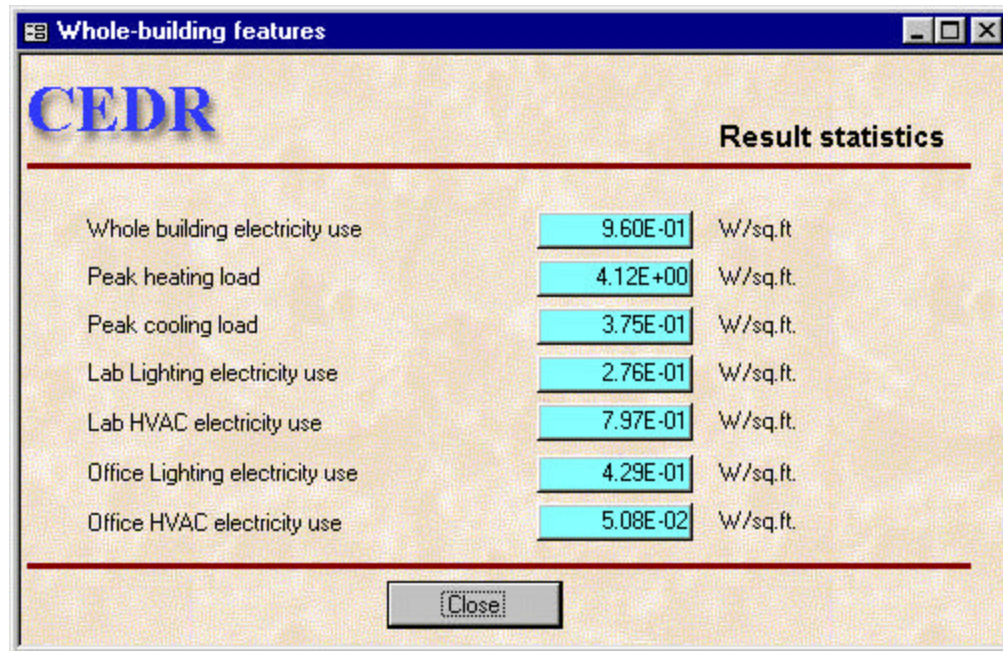 Whole-building features
CEDR
Result statistics
Whole building electricity use 9.60E-01 W/sq.ft
Peak heating load 4.12E+00 W/sq.ft.
Peak cooling load 3.75E-01 W/sq.ft.
Lab Lighting electricity use 2.76E-01 W/sq.ft.
Lab HVAC electricity use 7.97E-01 W/sq.ft.
Office Lighting electricity use 4.29E-01 W/sq.ft.
Office HVAC electricity use 5.08E-02 W/sq.ft.
Close